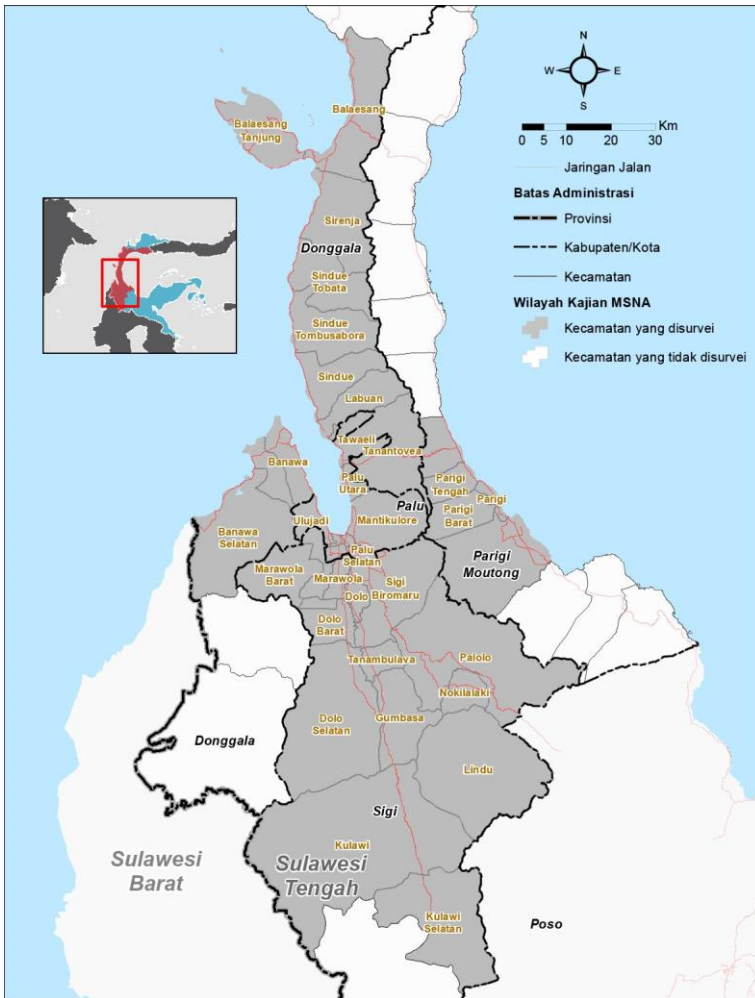 N
W E
S
Km
0 5 10 20 30
Jaringan Jalan
Batas Administrasi
Provinsi
Kabupaten/Kota
Kecamatan
Wilayah Kajian MSNA
Kecamatan yang disurvei
Kecamatan yang tidak disurvei
Balaesang
Tanjung
Balaesang
Sirenja
Donggala
Sindue
Tobata
Sindue
Tombusabora
Sindue
Labuan
Tawaeli
Tanantovea
Banawa
Palu
Utara
Parigi
Tengah
Parigi
Parigi
Barat
Ulujadi
Palu
Mantikulore
Banawa
Selatan
Palu
Selatan
Parigi
Moutong
Marawola
Barat
Marawola
Dolo
Sigi
Biromaru
Dolo
Barat
Tanambulava
Palolo
Nokilalaki
Dolo
Selatan
Gumbasa
Donggala
Lindu
Sigi
Kulawi
Sulawesi
Barat
Sulawesi
Tengah
Kulawi
Selatan
Poso